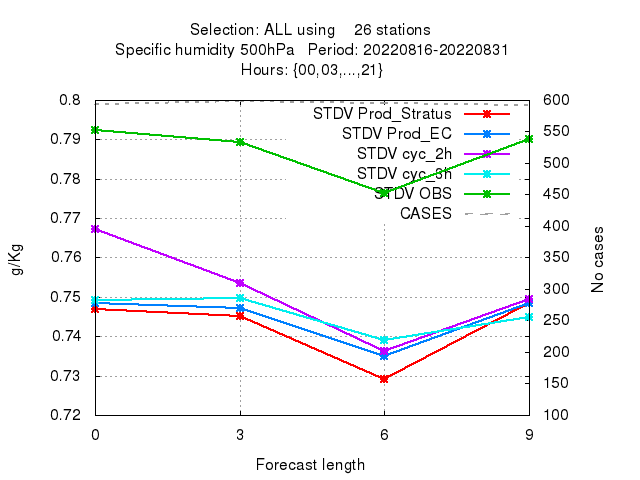 Selection: ALL using    26 stations
Specific humidity 500hPa   Period: 20220816-20220831
Hours: {00,03,...,21}
0.8
0.79
0.78
0.77
0.76
0.75
0.74
0.73
0.72
g/Kg
STDV Prod_Stratus
STDV Prod_EC
STDV cyc_2h
STDV OBS
CASES
600
550
500
450
400
350
300
250
200
150
100
No cases
0 3 6 9
Forecast length